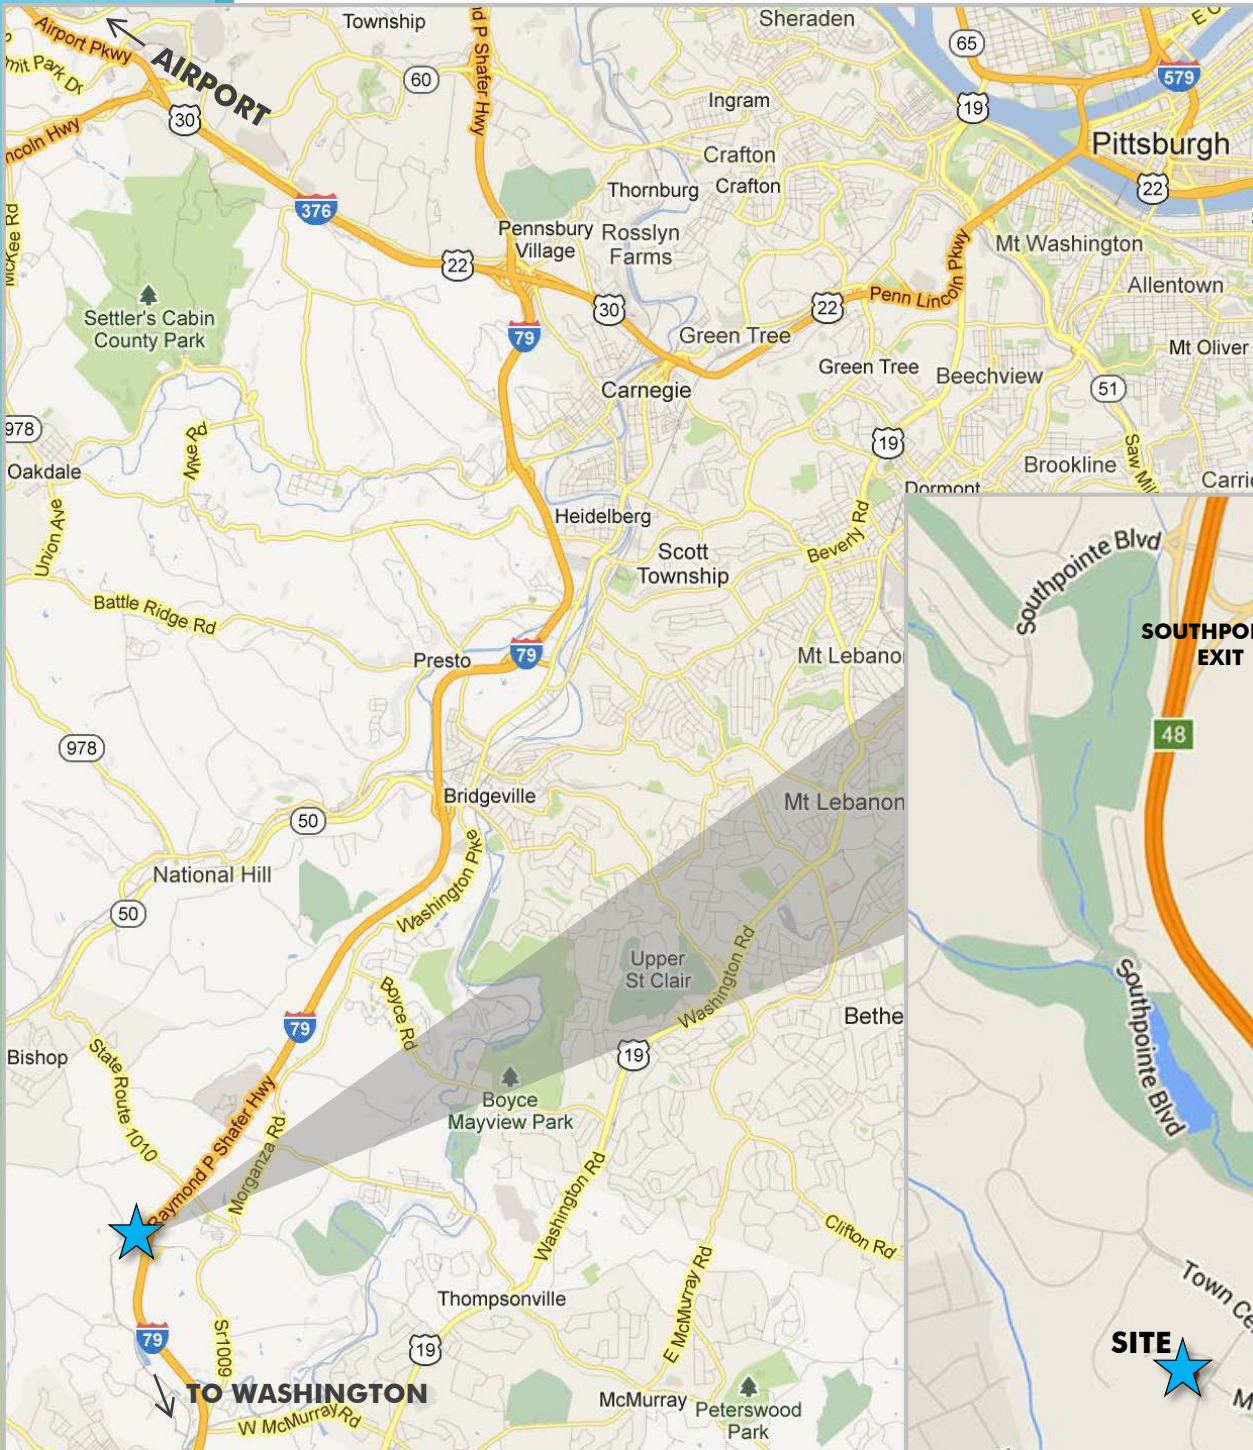 Township
Sheraden
65
E C
Airport Pkwy
AIRPORT
60
579
Ingram
19
30
Pittsburgh
Crafton
Thornburg
Crafton
22
376
McKee Rd
Pennsbury
Village
Rosslyn
Farms
Mt Washington
22
Allentown
Settler's Cabin
County Park
30
22
Penn Lincoln Pkwy
79
Green Tree
Mt Oliver
Green Tree
Beechview
Carnegie
51
978
Nike Rd
19
Oakdale
Brookline
Dormont
Union Ave
Heidelberg
Beverly Rd
Scott
Township
Battle Ridge Rd
Presto
79
978
Bridgeville
Mt Lebanon
50
Washington Pike
National Hill
50
Upper
St Clair
Washington Rd
Boyce Rd
79
Bishop
19
State Route 1010
Boyce
Mayview Park
Raymond P Shafer Hwy
Morganza Rd
Washington Rd
Clifton Rd
E McMurray Rd
Thompsonville
79
Sr1009
19
TO WASHINGTON
McMurray
Peterswood
Park
W McMurray Rd
Southpointe Blvd
EXIT
48
Southpointe Blvd
SITE
Town